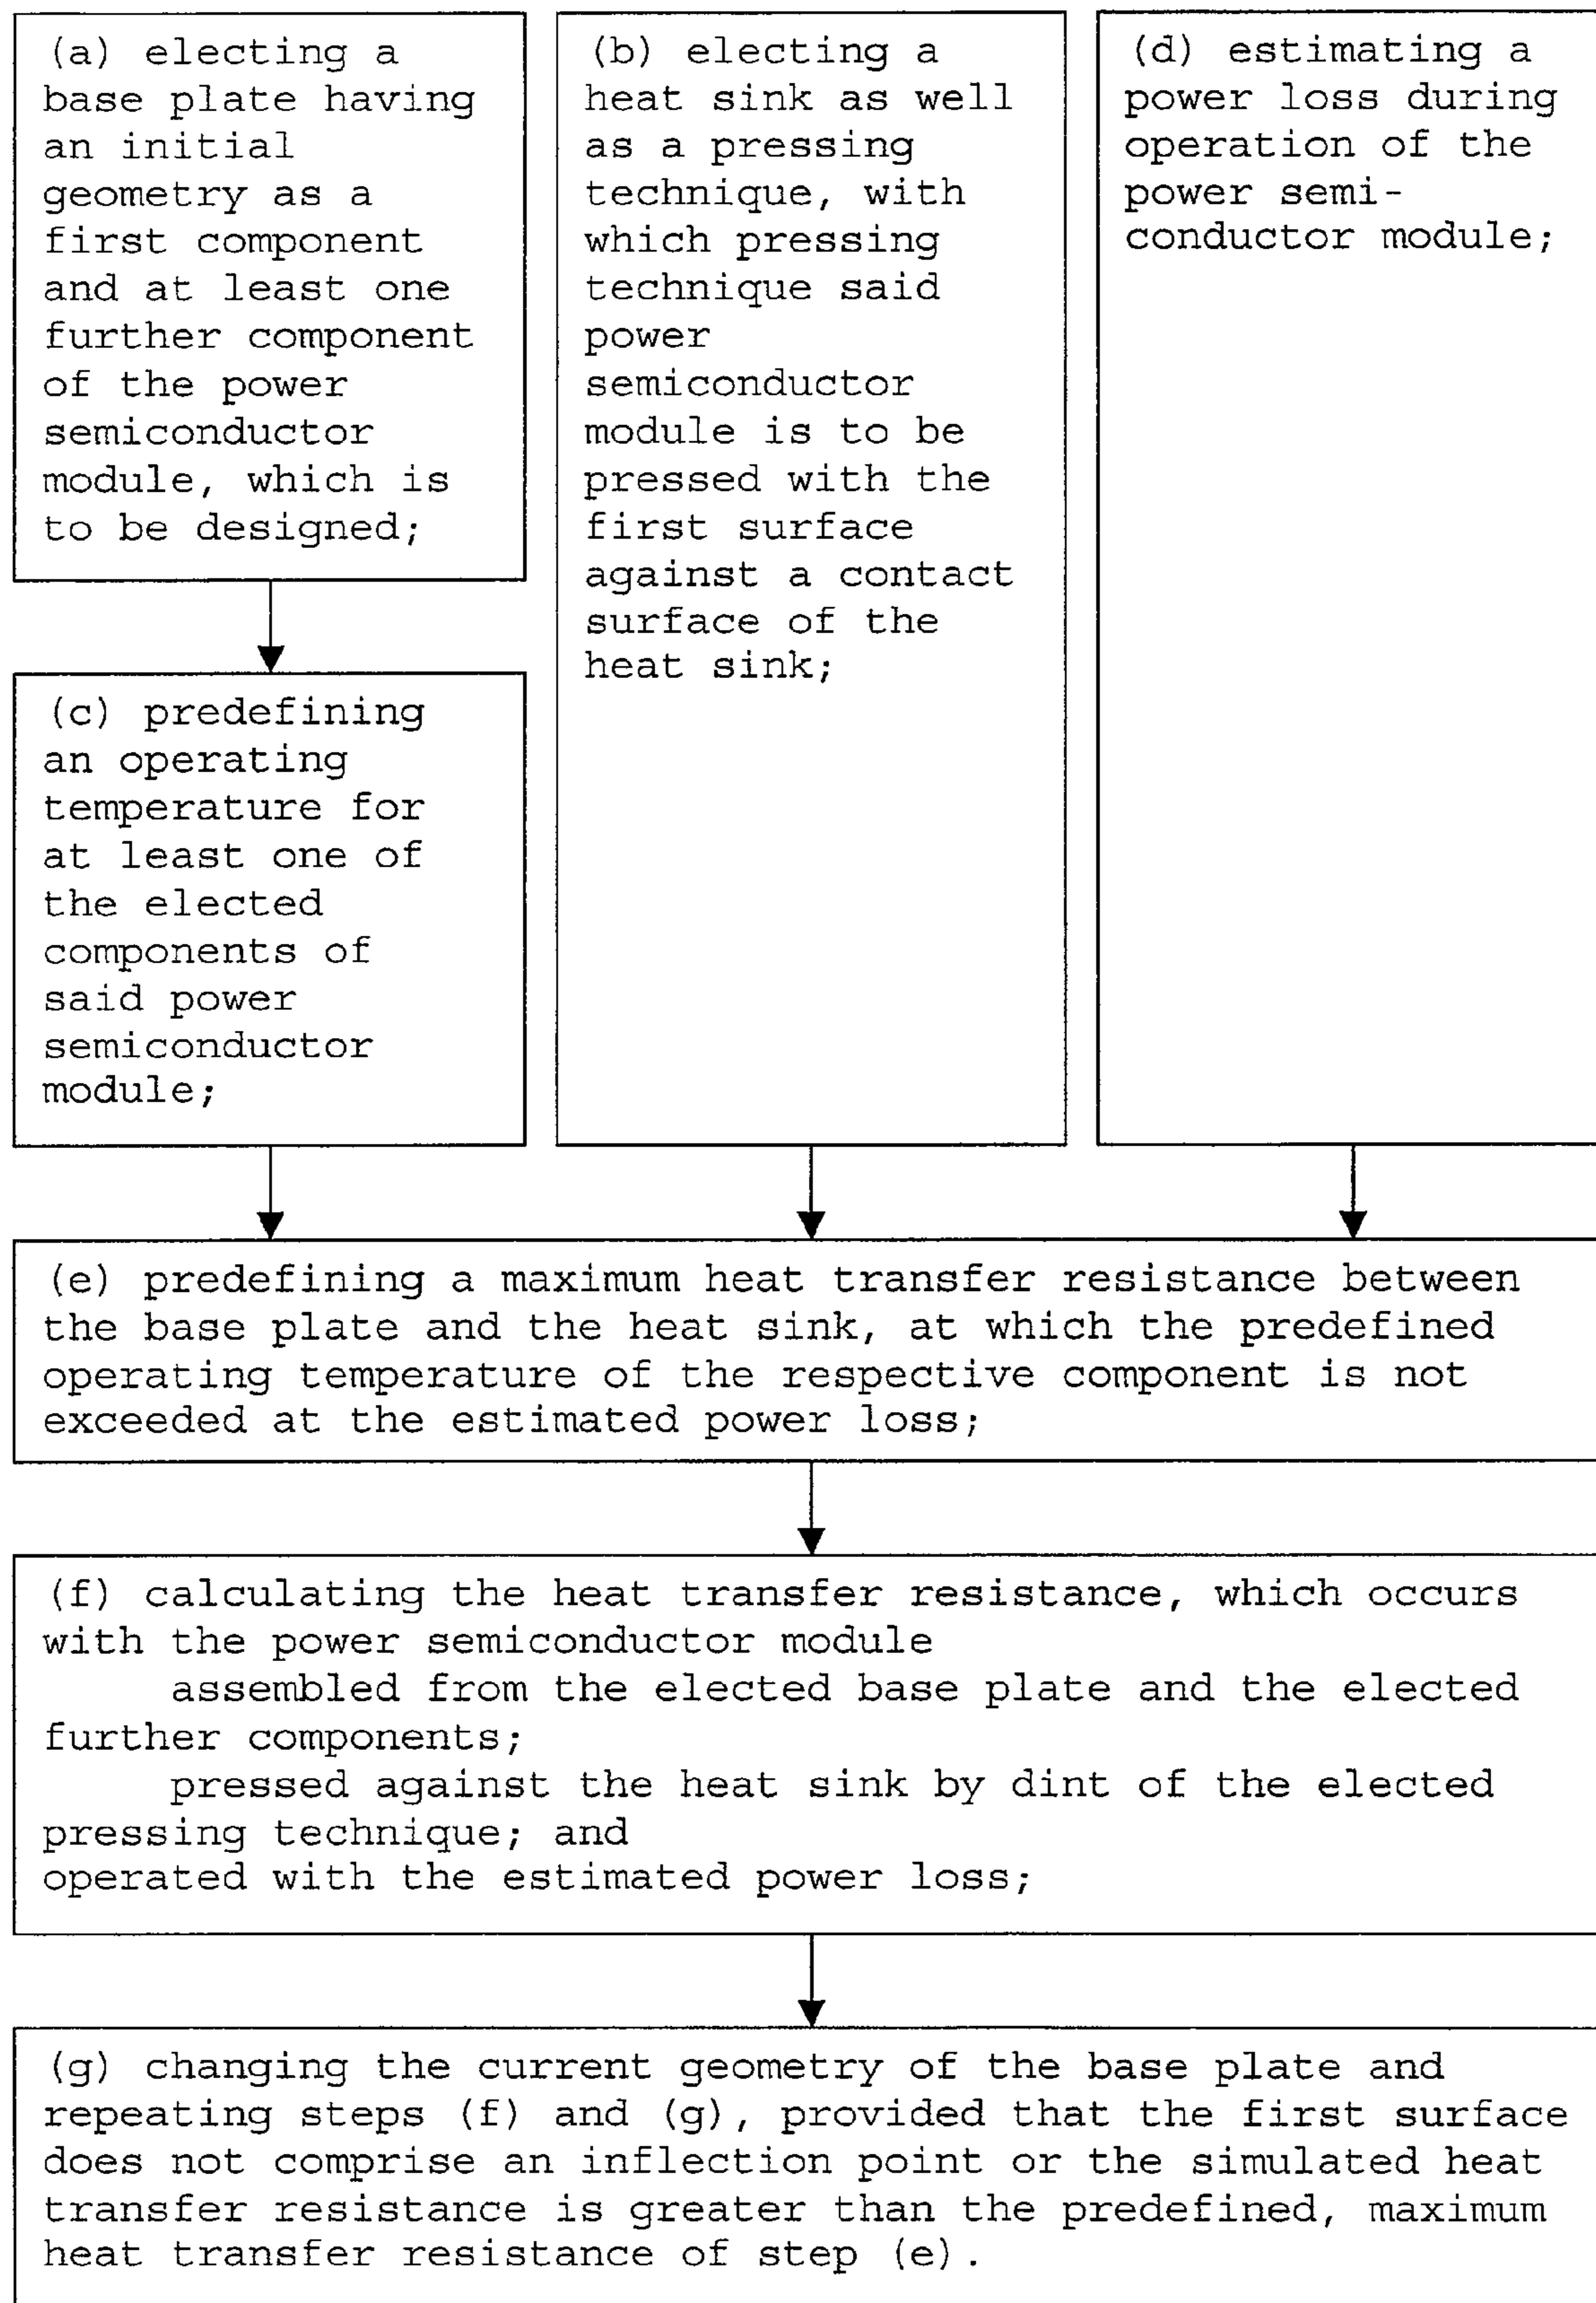 (a) electing a
base plate having
an initial
geometry as a
first component
and at least one
further component
of the power
semiconductor
module, which is
to be designed;
(c) predefining
an operating
temperature for
at least one of
the elected
components of
said power
semiconductor
module;
(b) electing a
heat sink as well
as a pressing
technique, with
which pressing
technique said
power
semiconductor
module is to be
pressed with the
first surface
against a contact
surface of the
heat sink;
(d) estimating a
power loss during
operation of the
power semi-
conductor module;
(e) predefining a maximum heat transfer resistance between
the base plate and the heat sink, at which the predefined
operating temperature of the respective component is not
exceeded at the estimated power loss;
(f) calculating the heat transfer resistance, which occurs
with the power semiconductor module
assembled from the elected base plate and the elected
further components;
pressed against the heat sink by dint of the elected
pressing technique; and
operated with the estimated power loss;
(g) changing the current geometry of the base plate and
repeating steps (f) and (g), provided that the first surface
does not comprise an inflection point or the simulated heat
transfer resistance is greater than the predefined, maximum
heat transfer resistance of step (e).